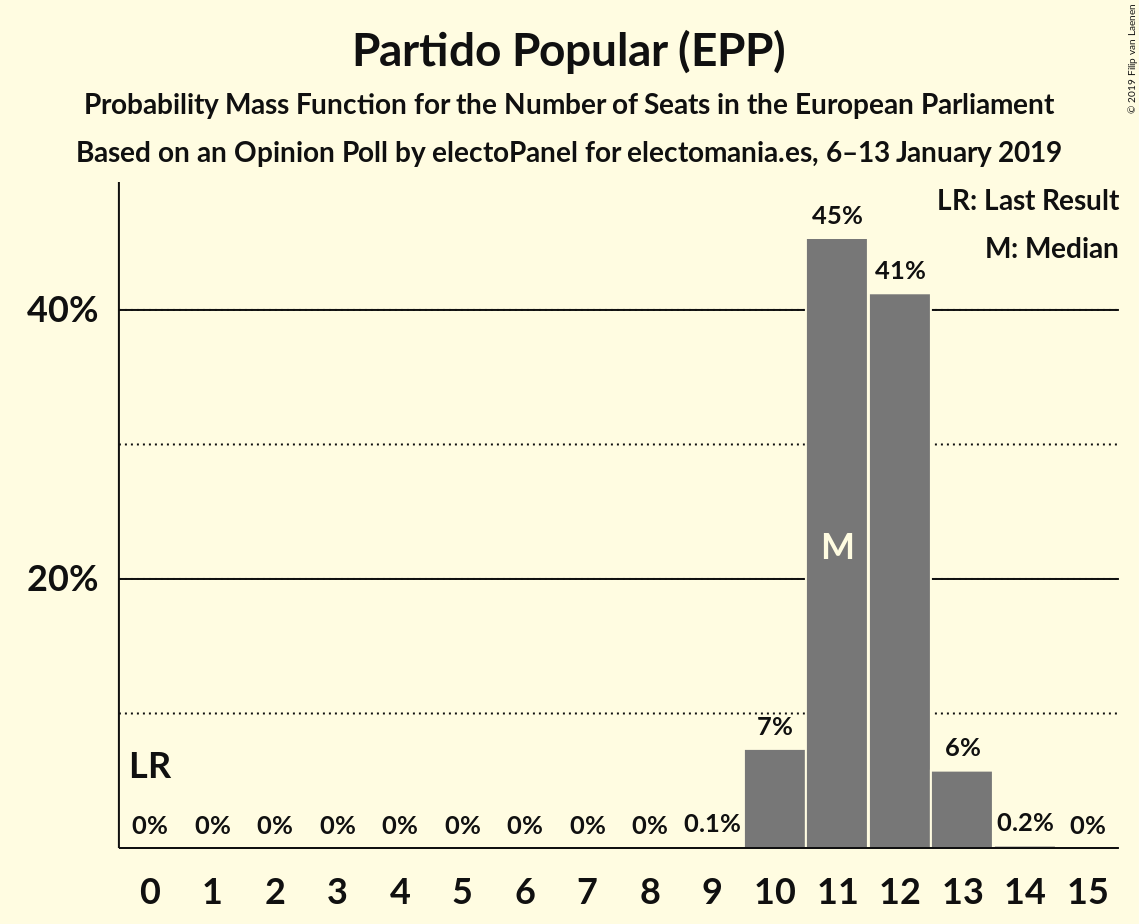 Partido Popular (EPP)
Probability Mass Function for the Number of Seats in the European Parliament
Based on an Opinion Poll by electoPanel for electomania.es, 6–13 January 2019
© 2019 Filip van Laenen
LR: Last Result
M: Median
45%
41%
40%
M
20%
7%
6%
LR
0% 0% 0% 0% 0% 0% 0% 0% 0% 0.1% 0.2% 0%
0 1 2 3 4 5 6 7 8 9 10 11 12 13 14 15